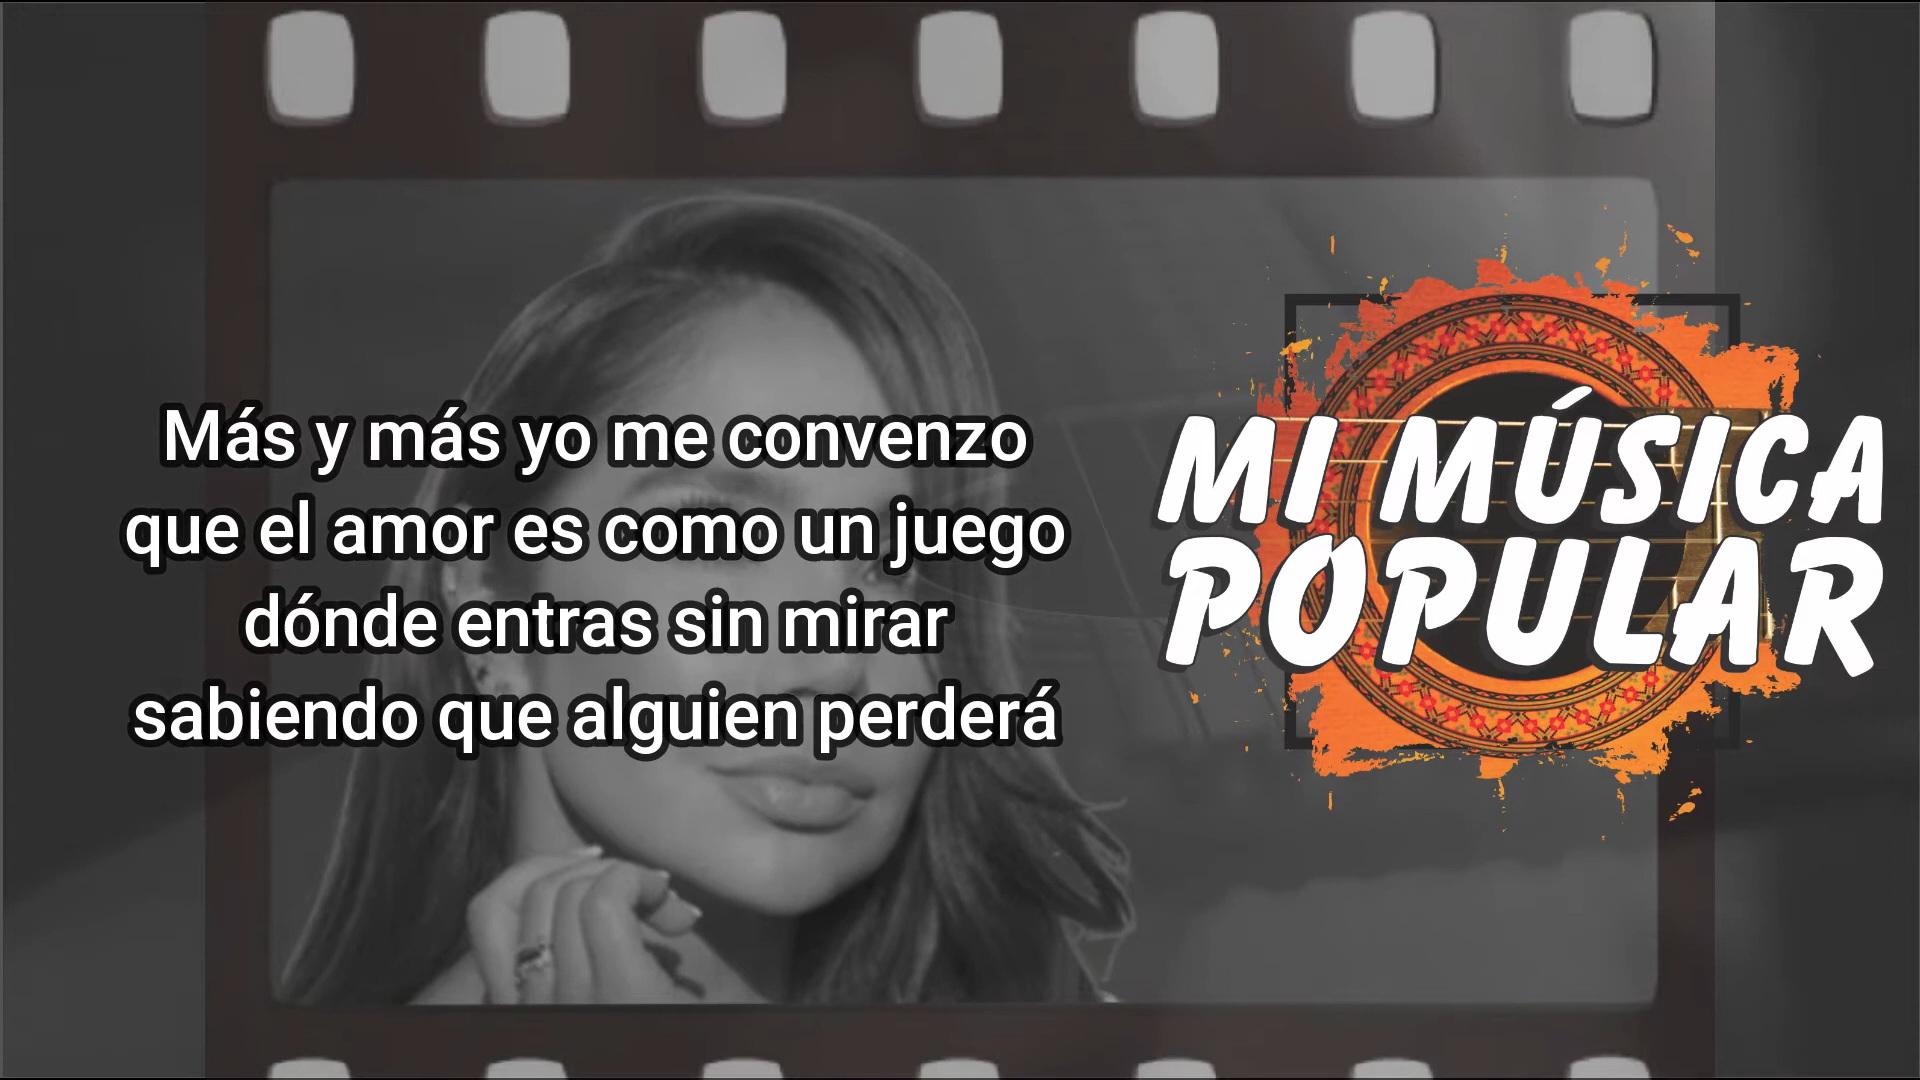 Más y más yo me convenzo
que el amor es como un juego
dónde entras sin mirar
sabiendo que alguien perderá
MI MÚSICA
POPULAR